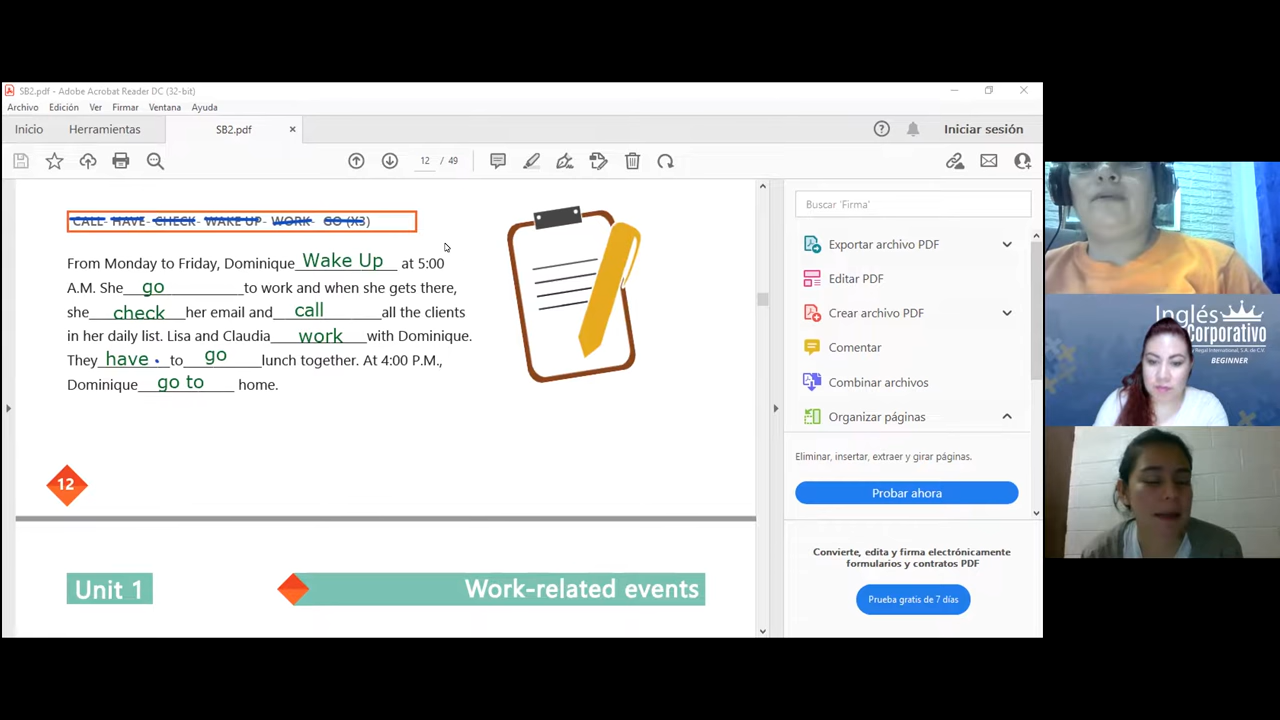 SB2.pdf - Adobe Acrobat Reader DC (32-bit)
Archivo Edición Ver Firmar Ventana Ayuda
Inicio Herramientas SB2.pdf × Iniciar sesión
12 / 49
CALL- HAVE- CHECK- WAKE UP- WORK- GO (X3)
From Monday to Friday, Dominique Wake Up at 5:00
A.M. She go to work and when she gets there,
she check her email and call all the clients
in her daily list. Lisa and Claudia work with Dominique.
They have to go lunch together. At 4:00 P.M.,
Dominique go to home.
12
Unit 1 Work-related events
Buscar 'Firma'
Exportar archivo PDF
Editar PDF
Crear archivo PDF
Comentar
Combinar archivos
Organizar páginas
Eliminar, insertar, extraer y girar páginas.
Probar ahora
Convierte, edita y firma electrónicamente
formularios y contratos PDF
Prueba gratis de 7 días
Inglés
Corporativo
Regal International, S.A. de C.V.
BEGINNER